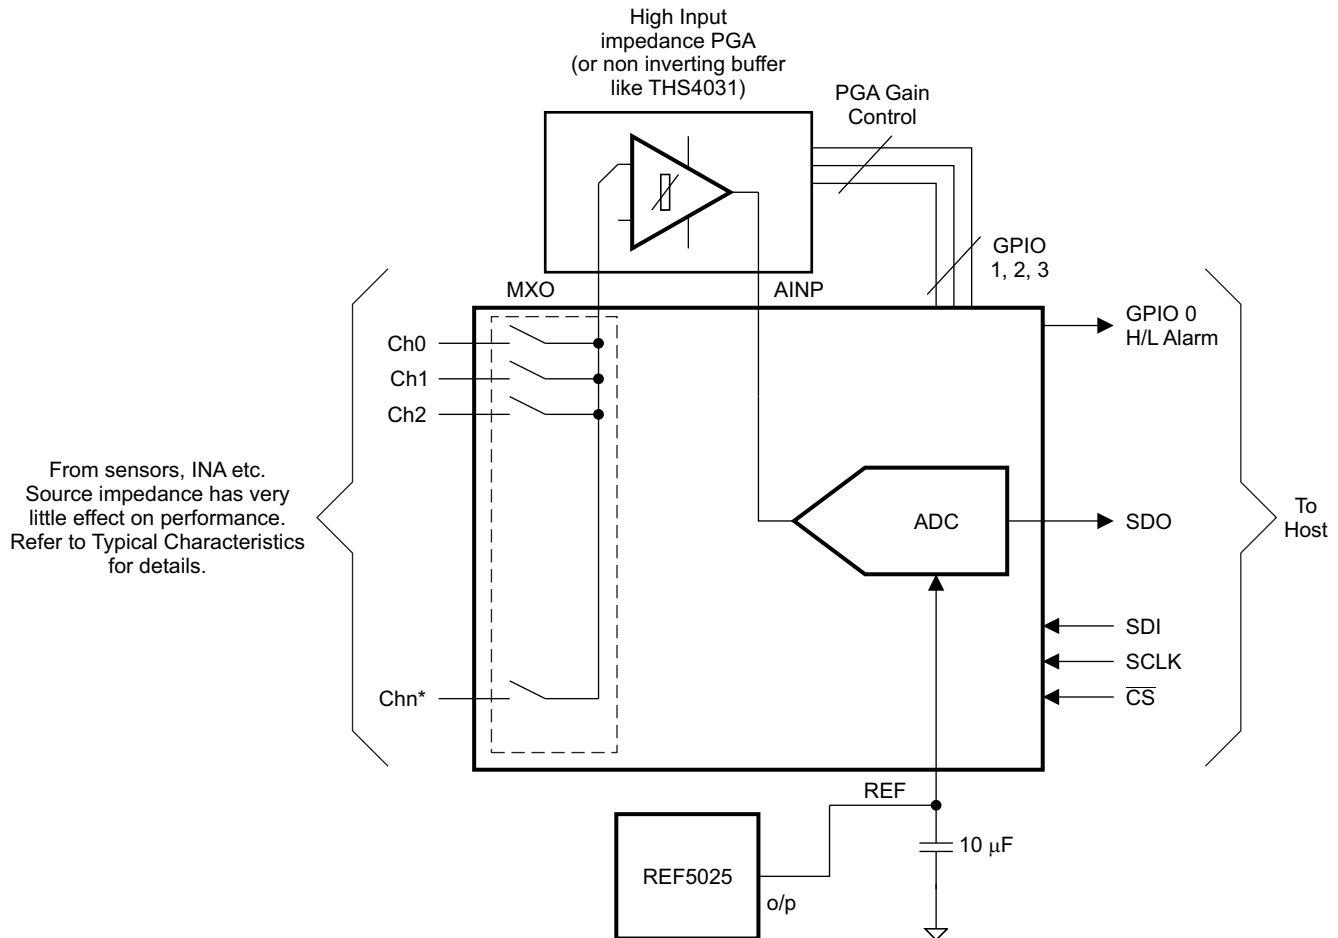 High Input
impedance PGA
(or non inverting buffer
like THS4031)
PGA Gain
Control
GPIO
1, 2, 3
MXO
AINP
GPIO 0
H/L Alarm
Ch0
Ch1
Ch2
From sensors, INA etc.
Source impedance has very
little effect on performance.
Refer to Typical Characteristics
for details.
ADC
SDO
To
Host
SDI
SCLK
CS
Chn*
REF
10 μF
REF5025
o/p